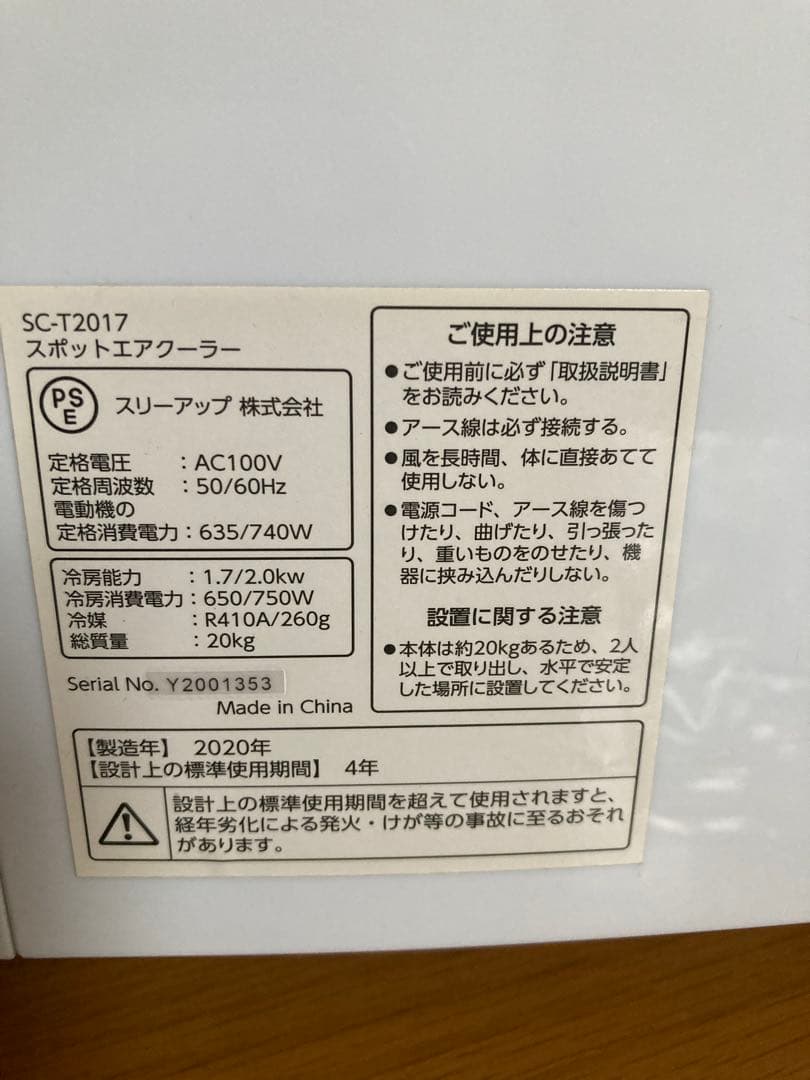 SC-T2017
スポットエアクーラー
PS
E
スリーアップ 株式会社
定格電圧 : AC100V
定格周波数 : 50/60Hz
電動機の
定格消費電力 : 635/740W
冷房能力 : 1.7/2.0kw
冷房消費電力 : 650/750W
冷媒 : R410A/260g
総質量 : 20kg
Serial No. Y2001353
Made in China
ご使用上の注意
●ご使用前に必ず「取扱説明書」
をお読みください。
●アース線は必ず接続する。
●風を長時間、体に直接あてて
使用しない。
●電源コード、アース線を傷つ
けたり、曲げたり、引っ張った
り、重いものをのせたり、機
器に挟み込んだりしない。
設置に関する注意
●本体は約20kgあるため、2人
以上で取り出し、水平で安定
した場所に設置してください。
【製造年】 2020年
【設計上の標準使用期間】 4年
設計上の標準使用期間を超えて使用されますと、
経年劣化による発火・けが等の事故に至るおそれ
があります。